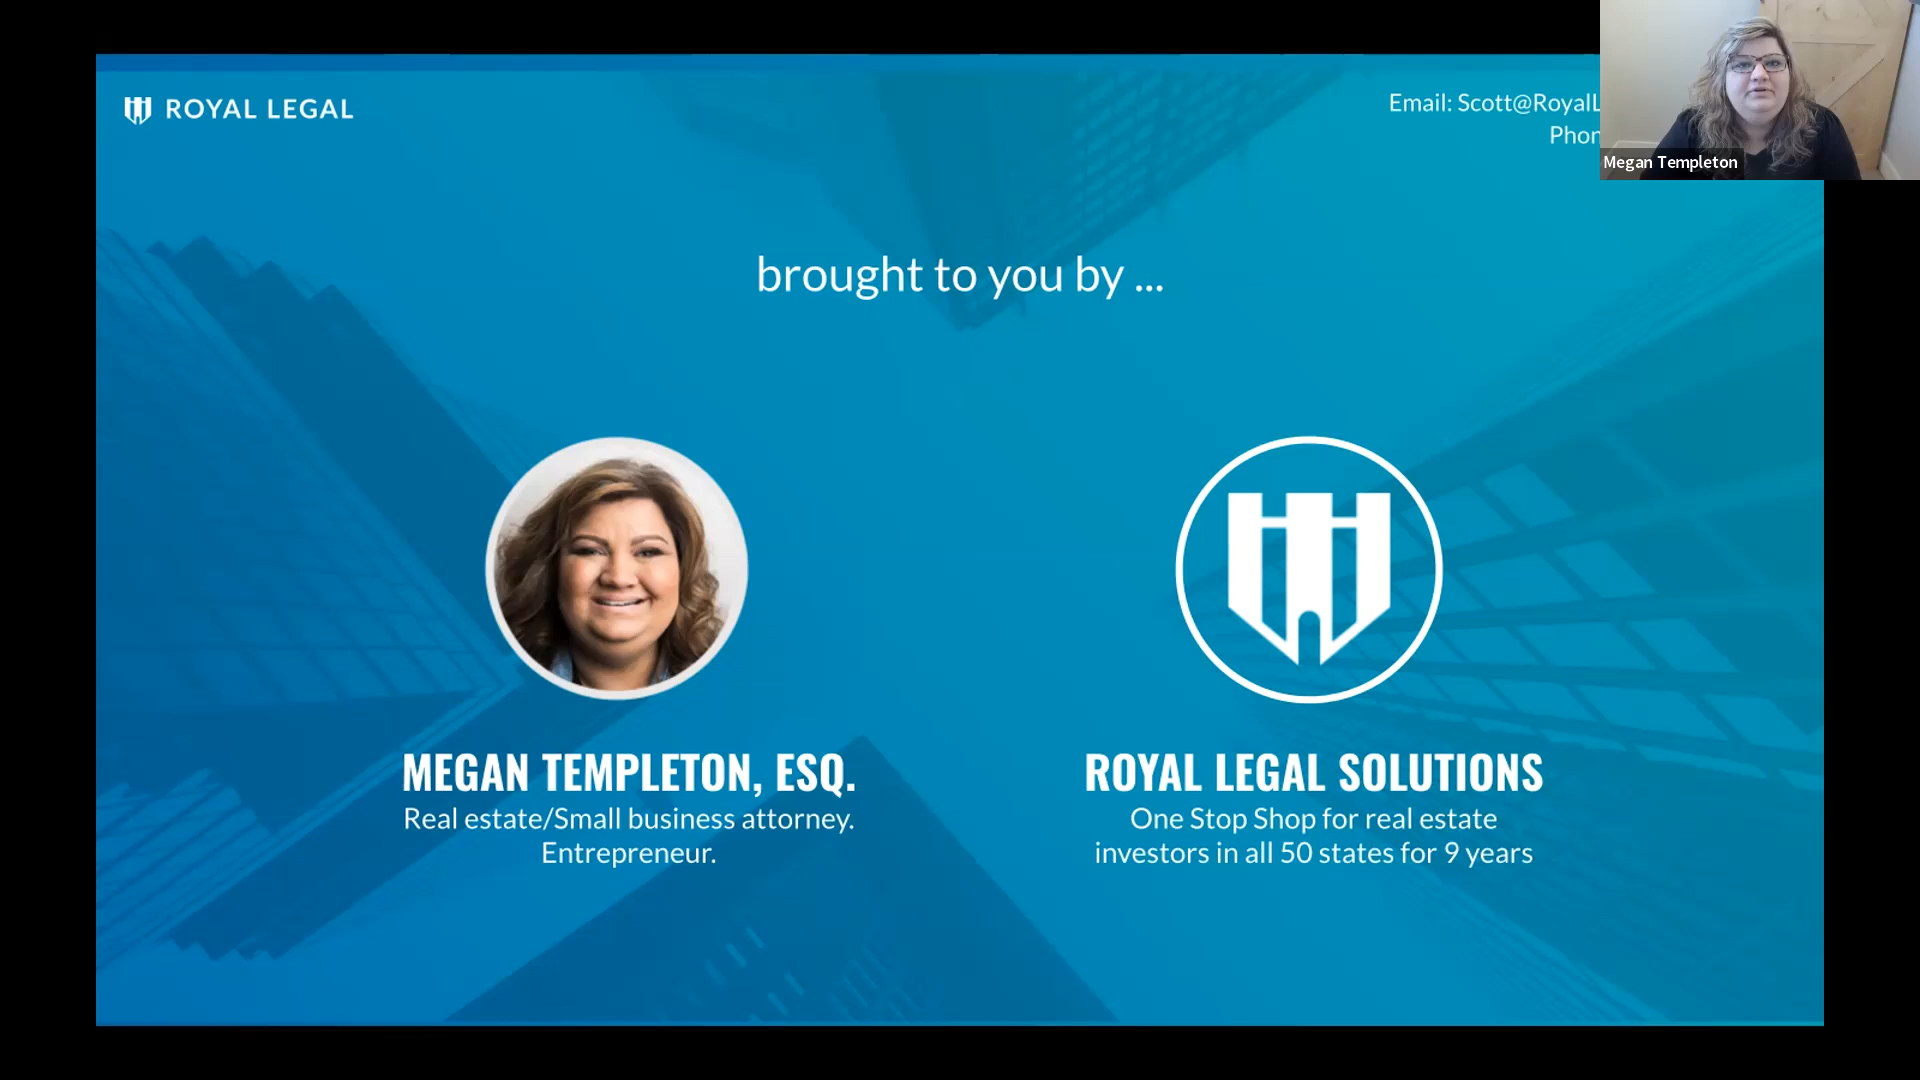 ROYAL LEGAL
Email: Scott@RoyalL
Phon
Megan Templeton
brought to you by ...
MEGAN TEMPLETON, ESQ.
Real estate/Small business attorney.
Entrepreneur.
ROYAL LEGAL SOLUTIONS
One Stop Shop for real estate
investors in all 50 states for 9 years